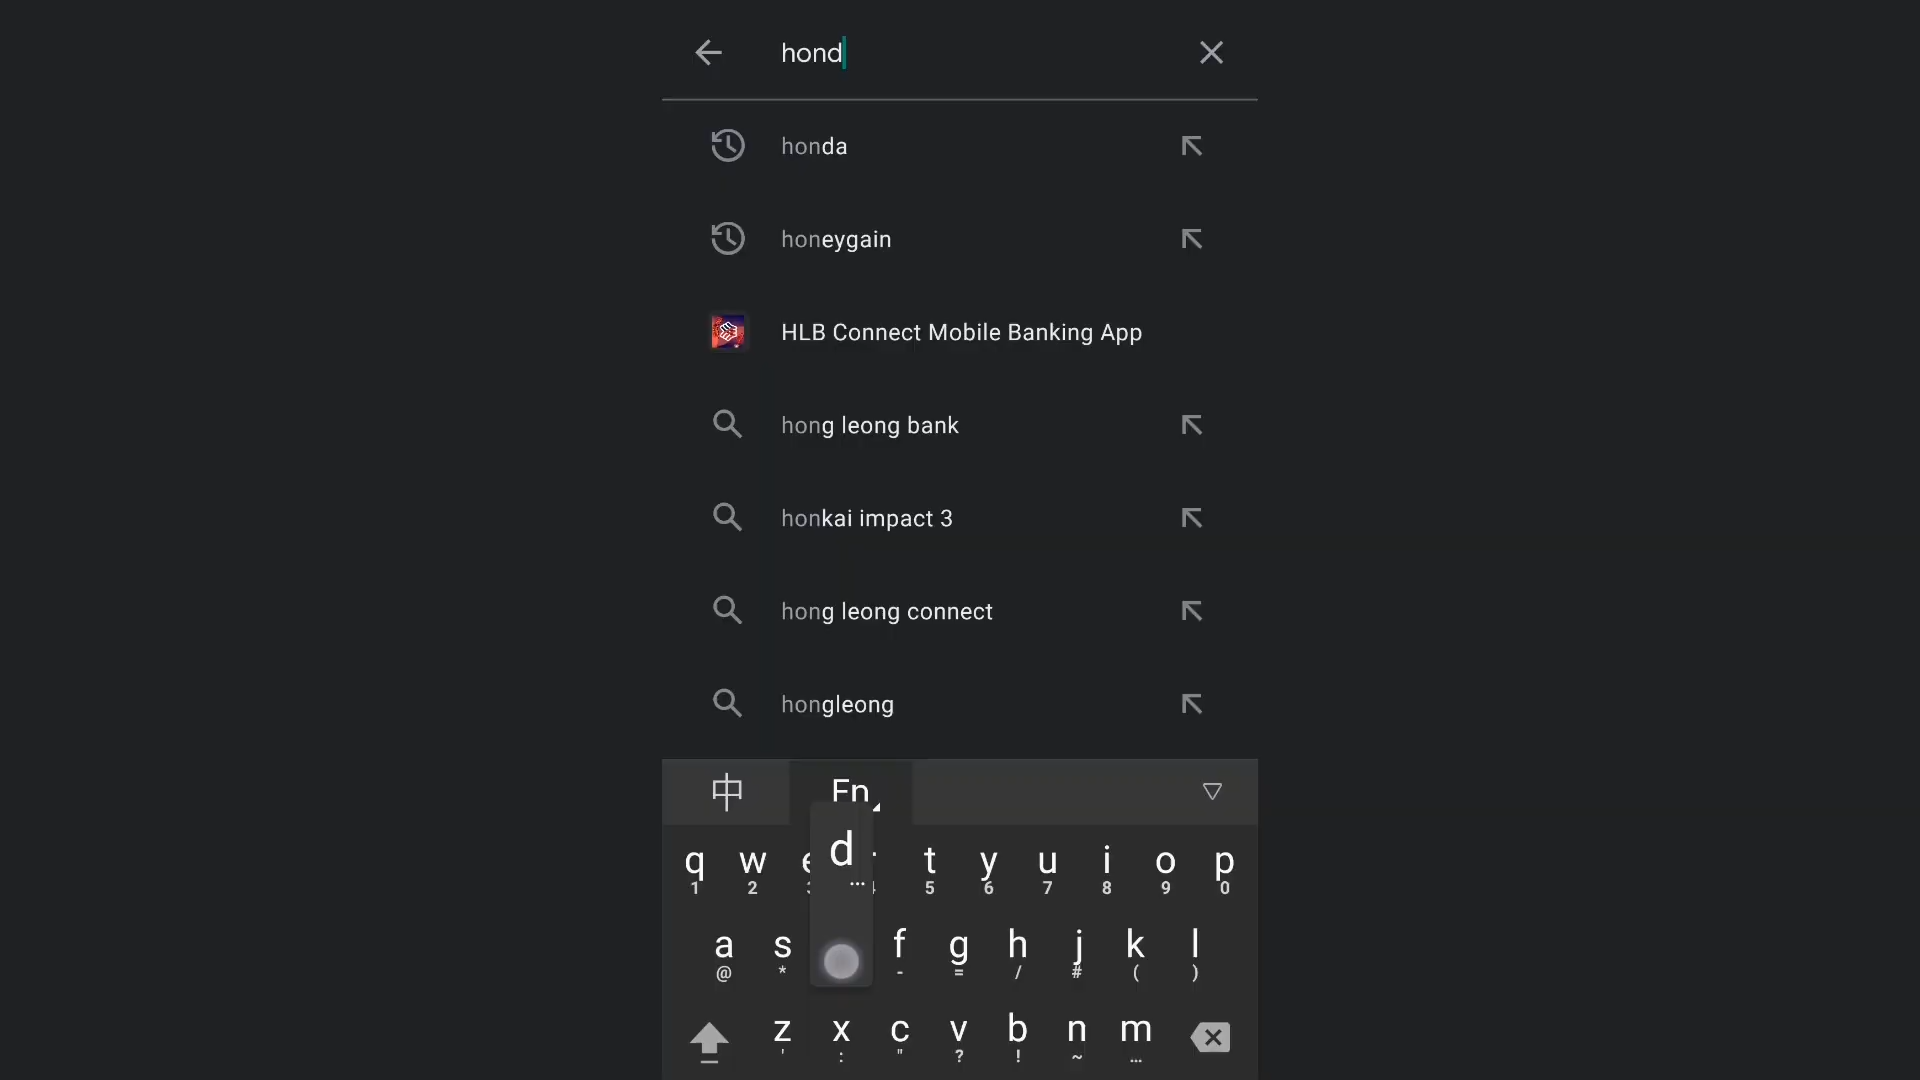 hond
honda
honeygain
HLB Connect Mobile Banking App
hong leong bank
honkai impact 3
hong leong connect
hongleong
中 En
d
...
q w t y u i o p
1 2 5 6 7 8 9 0
a s f g h j k l
@ * - = / # ( )
z x c v b n m
' : " ? ! ~ ...